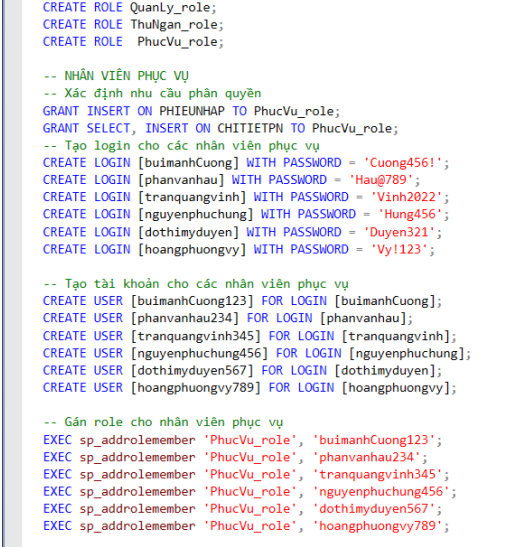 CREATE ROLE QuanLy_role;
CREATE ROLE ThuNgan_role;
CREATE ROLE  PhucVu_role;

-- NHÂN VIÊN PHỤC VỤ
-- Xác định nhu cầu phân quyền
GRANT INSERT ON PHIEUNHAP TO PhucVu_role;
GRANT SELECT, INSERT ON CHITIETPN TO PhucVu_role;
-- Tạo login cho các nhân viên phục vụ
CREATE LOGIN [buimanhCuong] WITH PASSWORD = 'Cuong456!';
CREATE LOGIN [phanvanhau] WITH PASSWORD = 'Hau@789';
CREATE LOGIN [tranquangvinh] WITH PASSWORD = 'Vinh2022';
CREATE LOGIN [nguyenphuchung] WITH PASSWORD = 'Hung456';
CREATE LOGIN [dothimyduyen] WITH PASSWORD = 'Duyen321';
CREATE LOGIN [hoangphuongvy] WITH PASSWORD = 'Vy!123';

-- Tạo tài khoản cho các nhân viên phục vụ
CREATE USER [buimanhCuong123] FOR LOGIN [buimanhCuong];
CREATE USER [phanvanhau234] FOR LOGIN [phanvanhau];
CREATE USER [tranquangvinh345] FOR LOGIN [tranquangvinh];
CREATE USER [nguyenphuchung456] FOR LOGIN [nguyenphuchung];
CREATE USER [dothimyduyen567] FOR LOGIN [dothimyduyen];
CREATE USER [hoangphuongvy789] FOR LOGIN [hoangphuongvy];

-- Gán role cho nhân viên phục vụ
EXEC sp_addrolemember 'PhucVu_role', 'buimanhCuong123';
EXEC sp_addrolemember 'PhucVu_role', 'phanvanhau234';
EXEC sp_addrolemember 'PhucVu_role', 'tranquangvinh345';
EXEC sp_addrolemember 'PhucVu_role', 'nguyenphuchung456';
EXEC sp_addrolemember 'PhucVu_role', 'dothimyduyen567';
EXEC sp_addrolemember 'PhucVu_role', 'hoangphuongvy789';